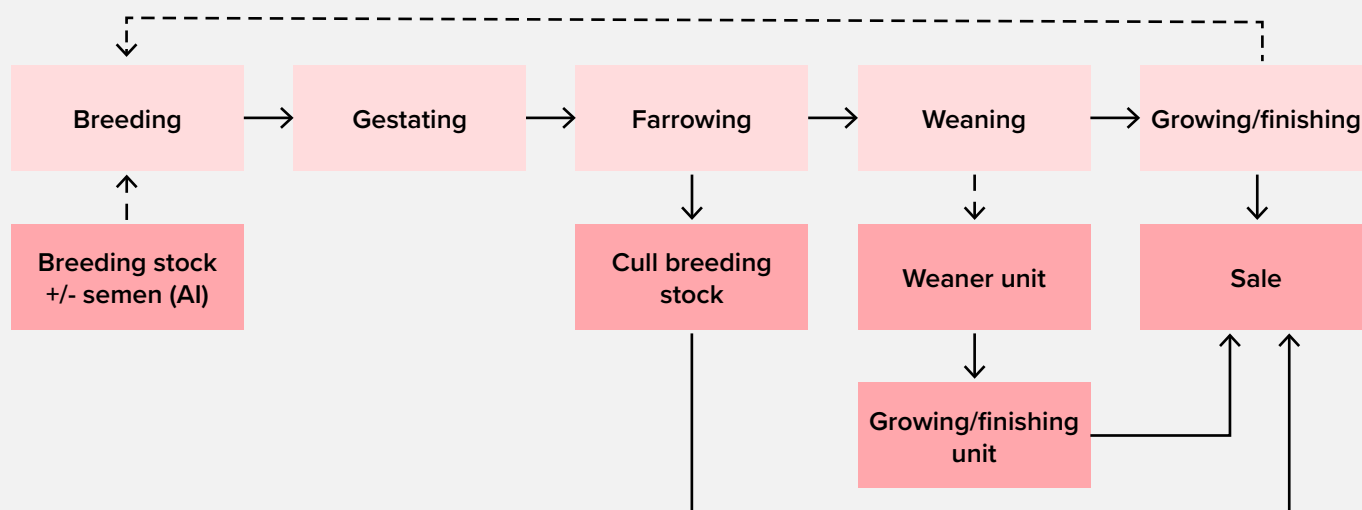 Breeding
Gestating
Farrowing
Weaning
Growing/finishing
Breeding stock
+/- semen (AI)
Cull breeding
stock
Weaner unit
Sale
Growing/finishing
unit